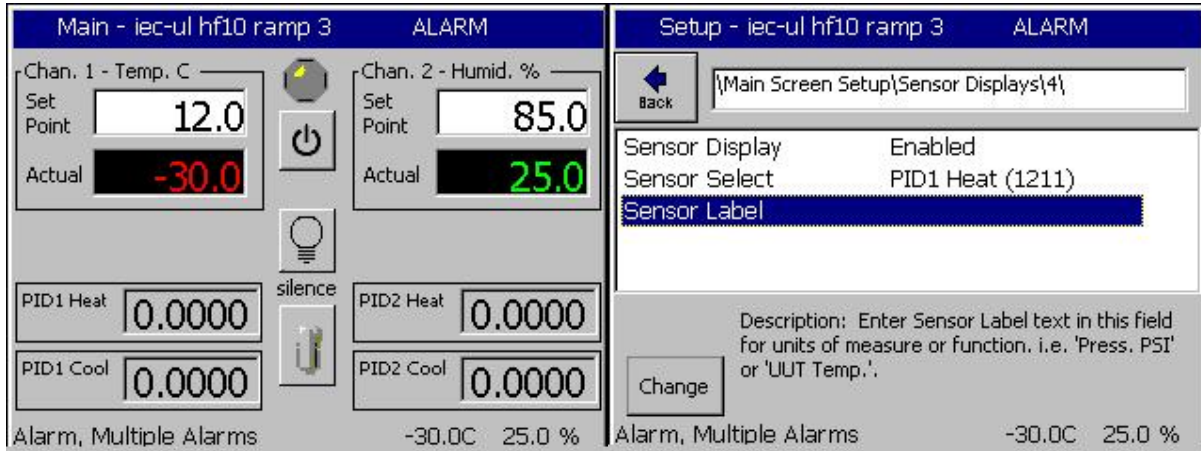 Main - iec-ul hf10 ramp 3 ALARM
Chan. 1 - Temp. C
Set
Point 12.0
Actual -30.0
Chan. 2 - Humid. %
Set
Point 85.0
Actual 25.0
silence
PID1 Heat 0.0000
PID2 Heat 0.0000
PID1 Cool 0.0000
PID2 Cool 0.0000
Alarm, Multiple Alarms -30.0C 25.0 %
Setup - iec-ul hf10 ramp 3 ALARM
Back
\Main Screen Setup\Sensor Displays\4\
Sensor Display Enabled
Sensor Select PID1 Heat (1211)
Sensor Label
Description: Enter Sensor Label text in this field
for units of measure or function. i.e. 'Press. PSI'
or 'UUT Temp.'.
Change
Alarm, Multiple Alarms -30.0C 25.0 %